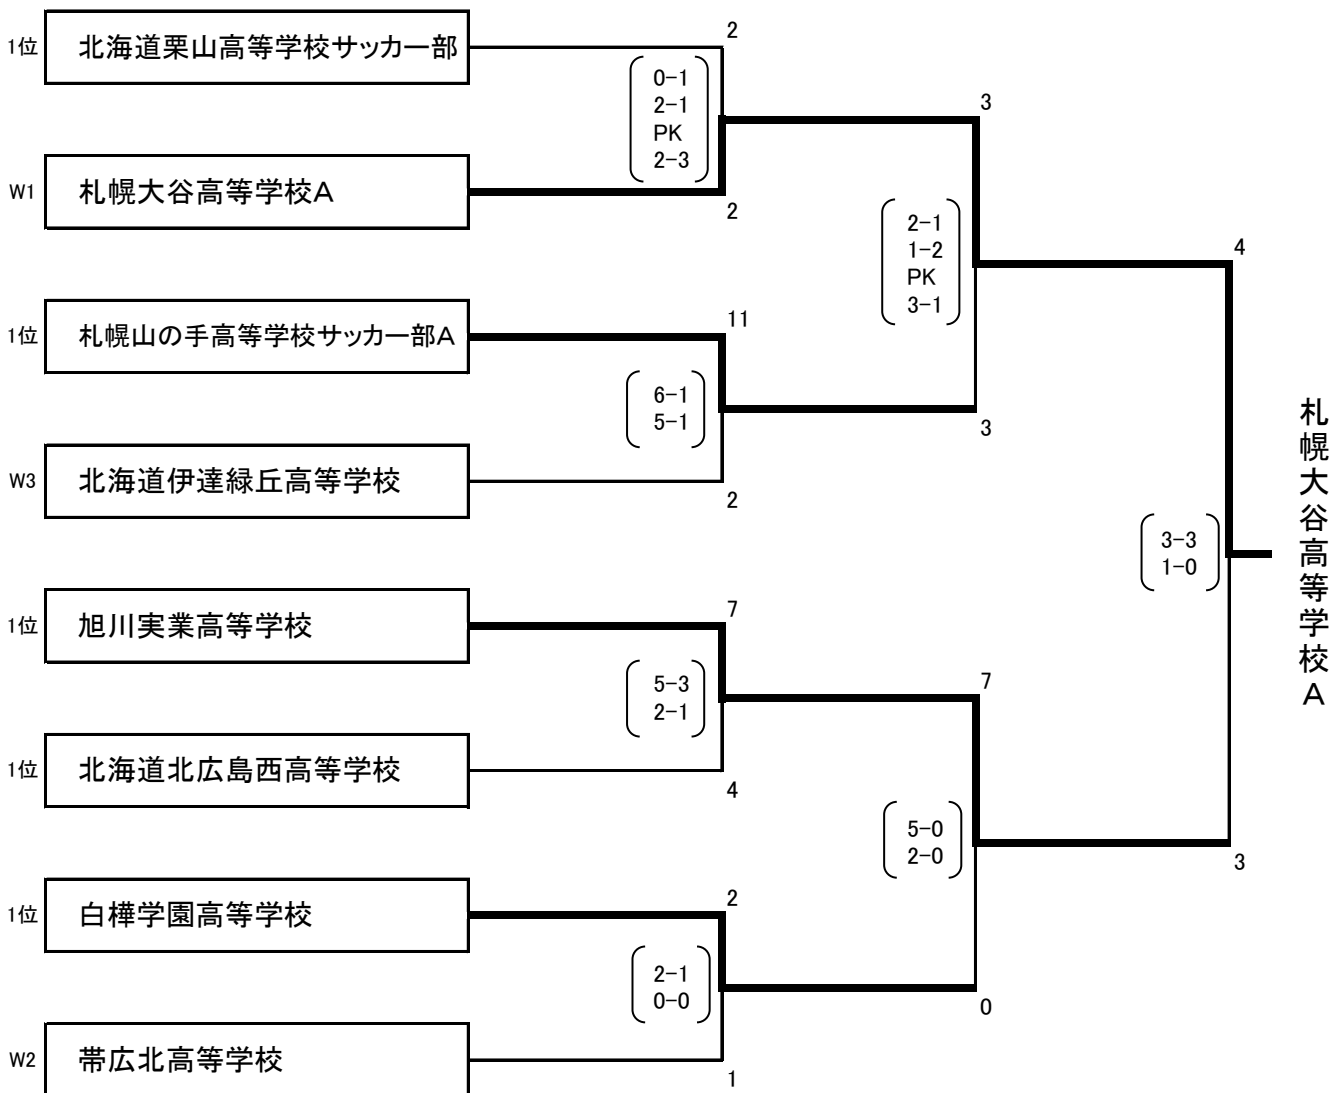 1位 北海道栗山高等学校サッカー部
2
0-1
2-1
PK
2-3
W1 札幌大谷高等学校A
2
3
2-1
1-2
PK
3-1
1位 札幌山の手高等学校サッカー部A
11
6-1
5-1
W3 北海道伊達緑丘高等学校
2
3
4
3-3
1-0
札幌大谷高等学校A
1位 旭川実業高等学校
7
5-3
2-1
1位 北海道北広島西高等学校
4
7
5-0
2-0
3
1位 白樺学園高等学校
2
2-1
0-0
W2 帯広北高等学校
1
0